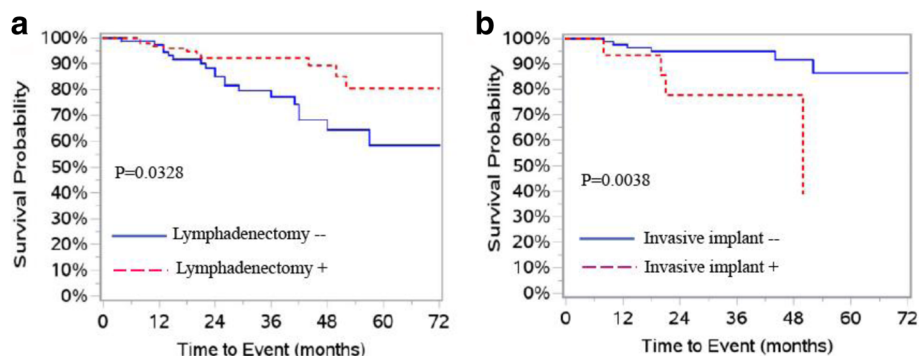 a
Survival Probability
100%
90%
80%
70%
60%
50%
40%
30%
20%
10%
0%
P=0.0328
Lymphadenectomy --
Lymphadenectomy +
0 12 24 36 48 60 72
Time to Event (months)
b
Survival Probability
100%
90%
80%
70%
60%
50%
40%
30%
20%
10%
0%
P=0.0038
Invasive implant --
Invasive implant +
0 12 24 36 48 60 72
Time to Event (months)